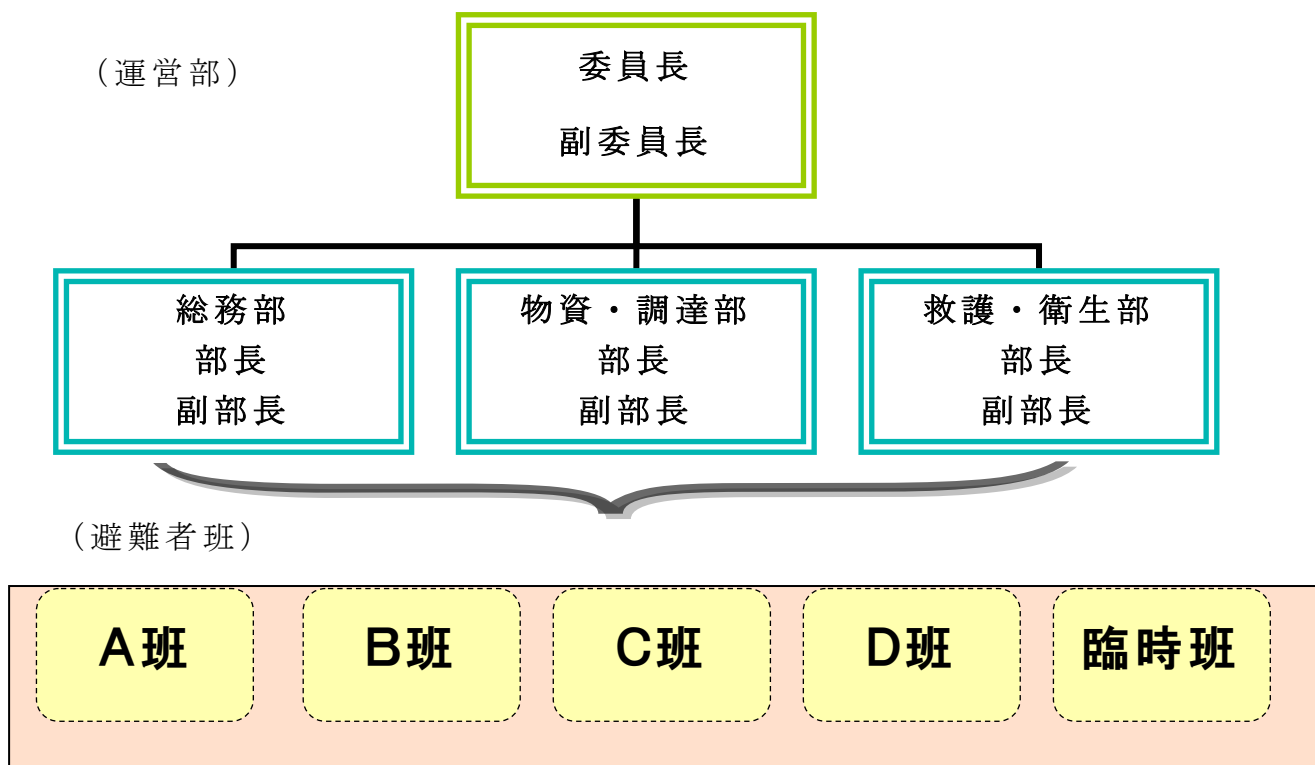 （運営部）
委員長
副委員長
総務部
部長
副部長
物資・調達部
部長
副部長
救護・衛生部
部長
副部長
（避難者班）
A班
B班
C班
D班
臨時班